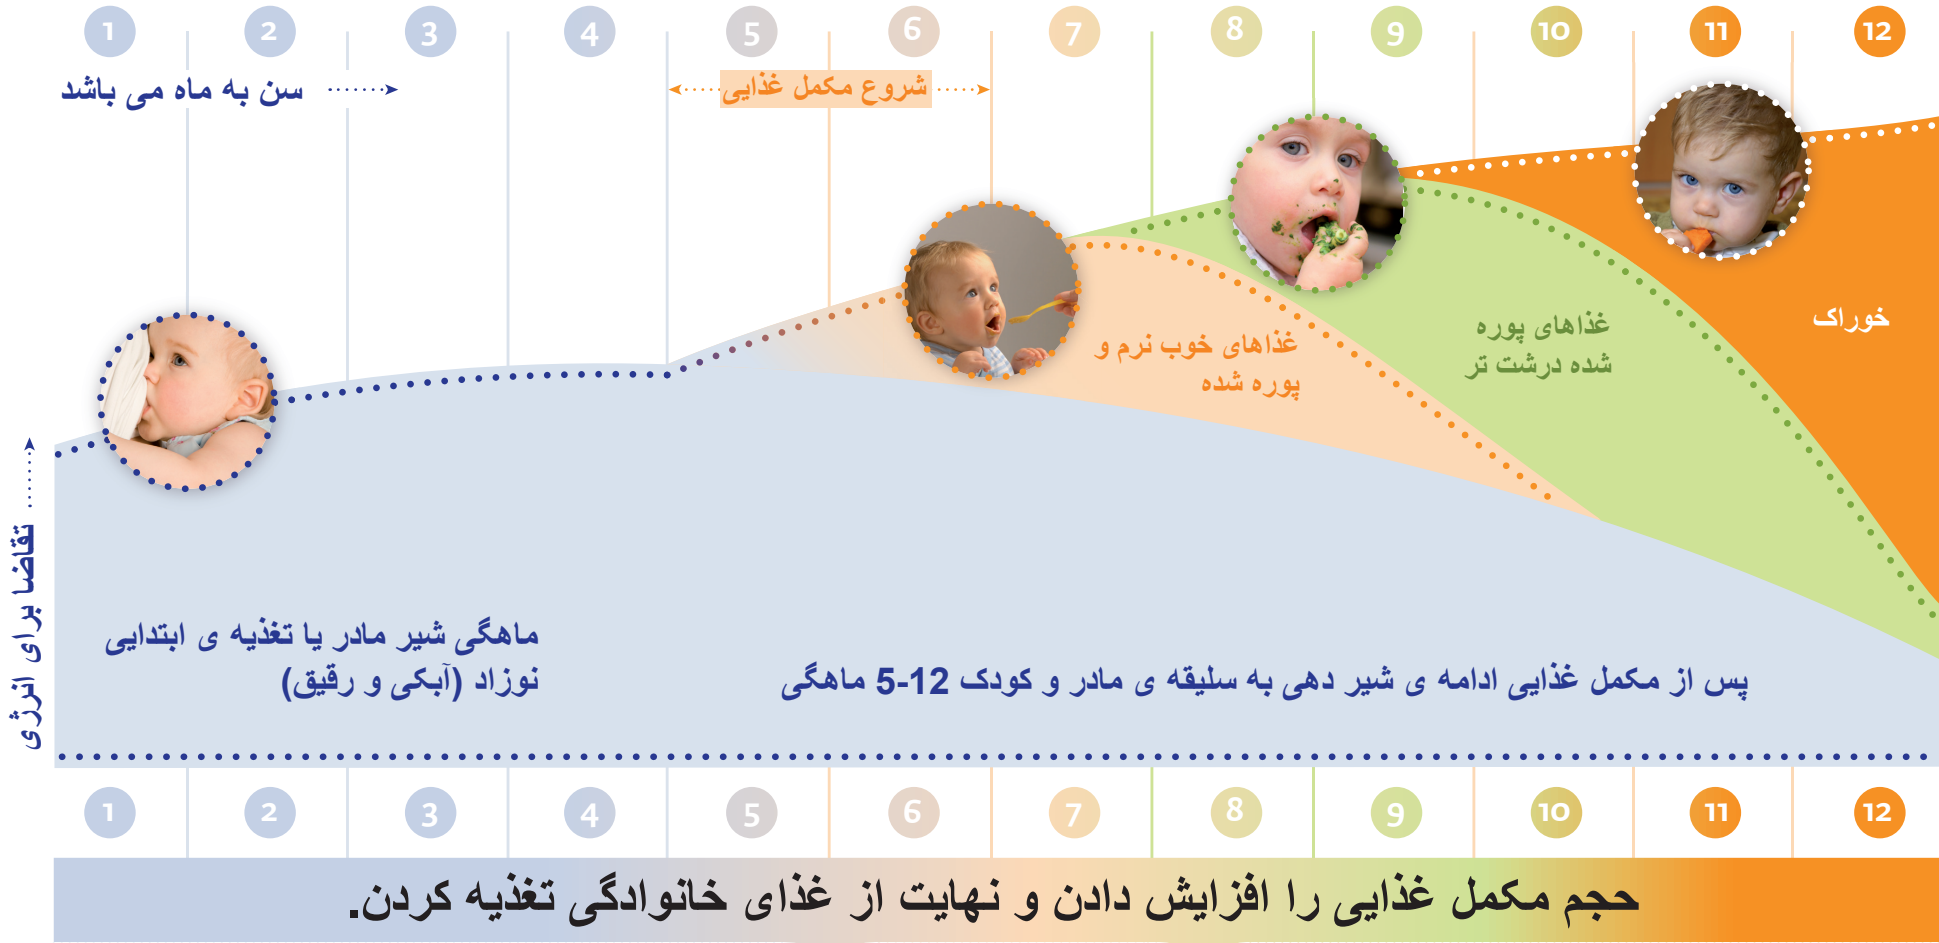 1 2 3 4 5 6 7 8 9 10 11 12
سن به ماه می باشد
شروع مکمل غذایی
خوراک
غذاهای پوره
شده درشت تر
غذاهای خوب نرم و
پوره شده
تقاضا برای انرژی
ماهگی شیر مادر یا تغذیه ی ابتدایی
نوزاد (آبکی و رقیق)
پس از مکمل غذایی ادامه ی شیر دهی به سلیقه ی مادر و کودک 12-5 ماهگی
1 2 3 4 5 6 7 8 9 10 11 12
حجم مکمل غذایی را افزایش دادن و نهایت از غذای خانوادگی تغذیه کردن.